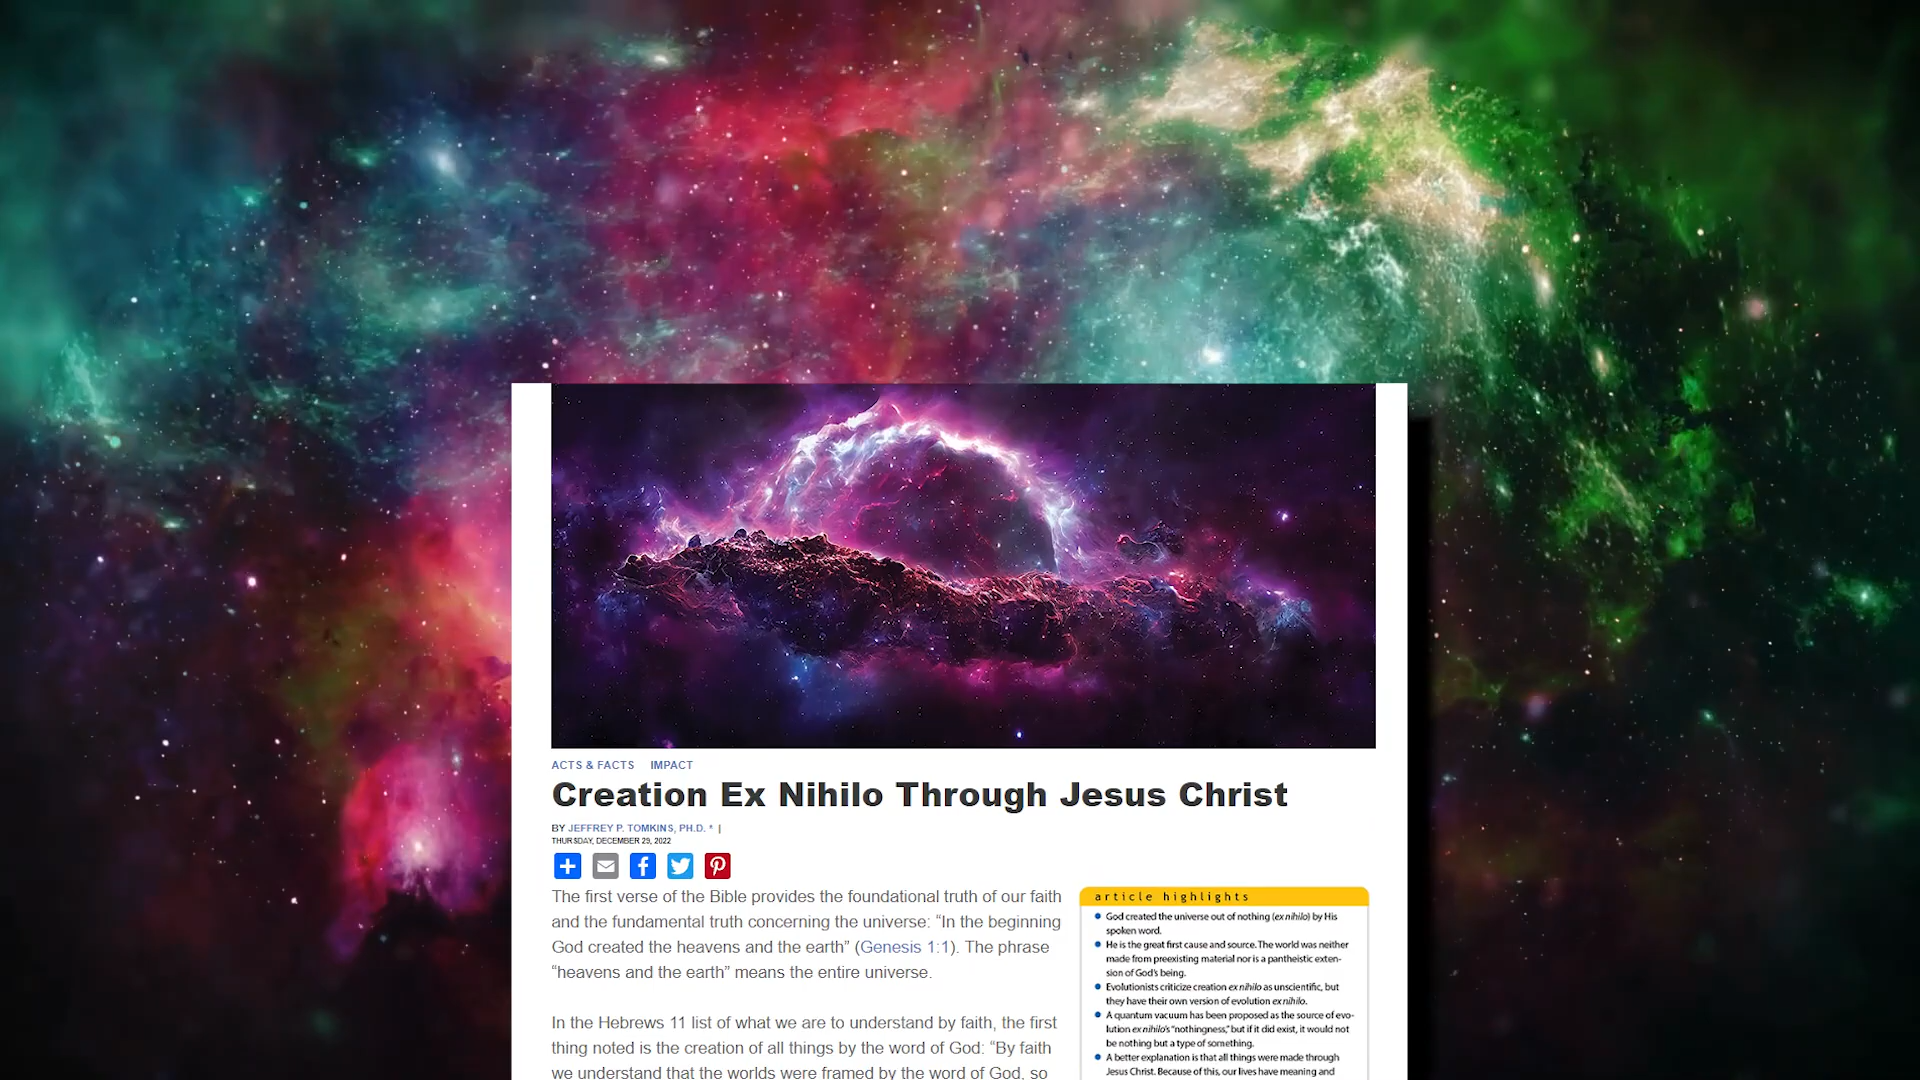 ACTS & FACTS IMPACT
Creation Ex Nihilo Through Jesus Christ
BY JEFFREY P. TOMKINS, PH.D. * |
THURSDAY, DECEMBER 29, 2022
The first verse of the Bible provides the foundational truth of our faith
and the fundamental truth concerning the universe: “In the beginning
God created the heavens and the earth” (Genesis 1:1). The phrase
“heavens and the earth” means the entire universe.
In the Hebrews 11 list of what we are to understand by faith, the first
thing noted is the creation of all things by the word of God: “By faith
we understand that the worlds were framed by the word of God, so
article highlights
God created the universe out of nothing (ex nihilo) by His
spoken word.
He is the great first cause and source. The world was neither
made from preexisting material nor is a pantheistic exten-
sion of God’s being.
Evolutionists criticize creation ex nihilo as unscientific, but
they have their own version of evolution ex nihilo.
A quantum vacuum has been proposed as the source of evo-
lution ex nihilo’s “nothingness,” but if it did exist, it would not
be nothing but a type of something.
A better explanation is that all things were made through
Jesus Christ. Because of this, our lives have meaning and